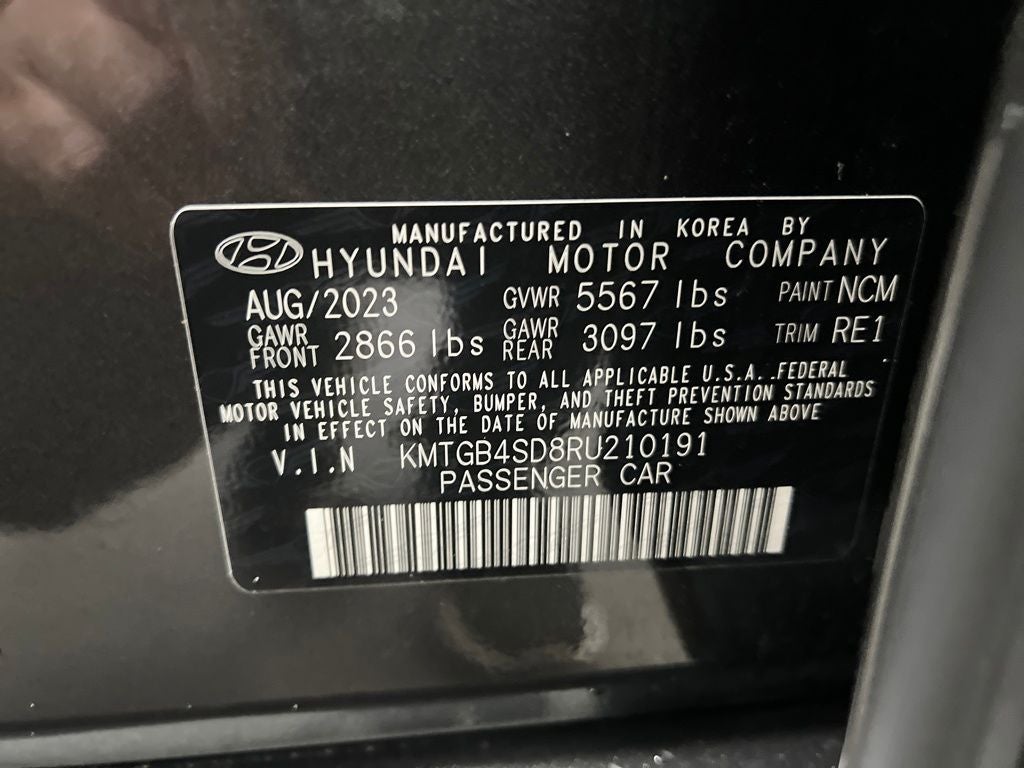 MANUFACTURED IN KOREA BY
HYUNDAI MOTOR COMPANY
AUG/2023 GVWR 5567 lbs PAINT NCM
GAWR FRONT 2866 lbs GAWR REAR 3097 lbs TRIM RE1
THIS VEHICLE CONFORMS TO ALL APPLICABLE U.S.A. .FEDERAL
MOTOR VEHICLE SAFETY, BUMPER, AND THEFT PREVENTION STANDARDS
IN EFFECT ON THE DATE OF MANUFACTURE SHOWN ABOVE
V.I.N KMTGB4SD8RU210191
PASSENGER CAR